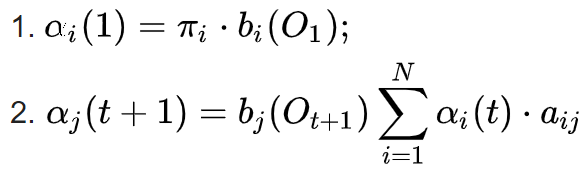 1. αᵢ(1) = πᵢ · bᵢ(O₁);
2. αⱼ(t + 1) = bⱼ(Oₜ₊₁) ∑ᵢ₌₁ᴺ αᵢ(t) · aᵢⱼ